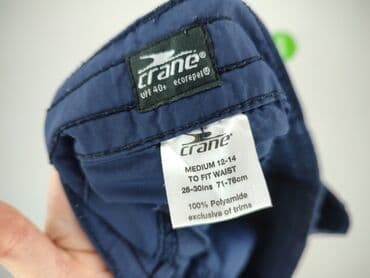 crane®
UPF 40+ ecorepel®
crane®
MEDIUM 12-14
TO FIT WAIST
28-30ins 71-76cm
100% Polyamide
exclusive of trims